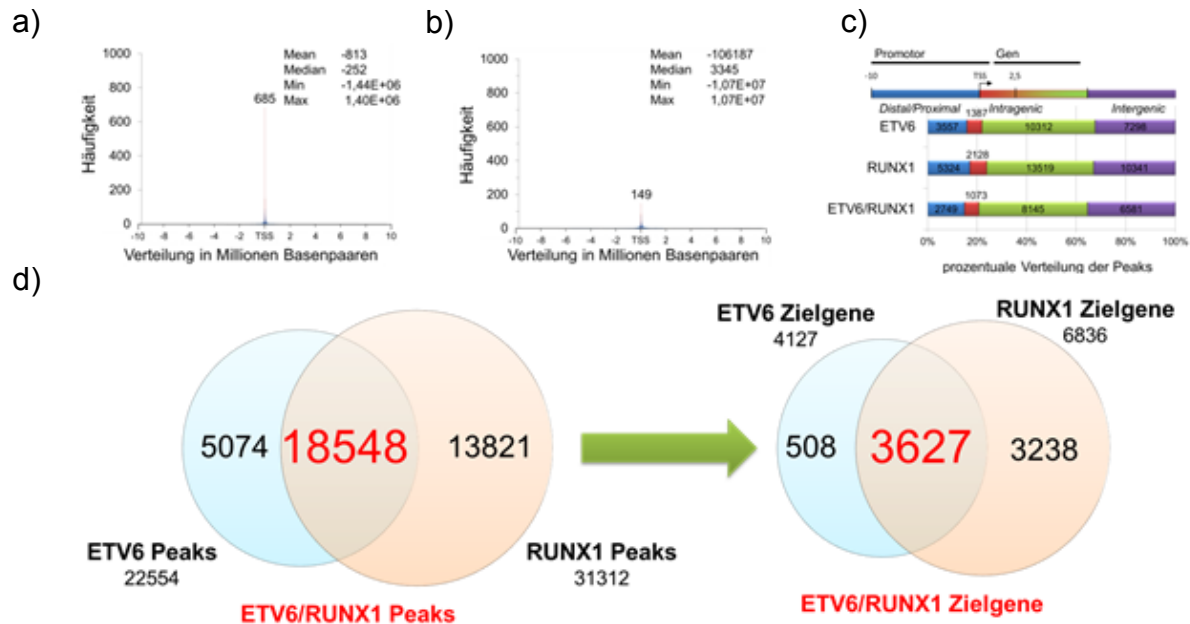 a)
Häufigkeit
1000
800
600
400
200
0
685
Mean -813
Median -252
Min -1,44E+06
Max 1,40E+06
-10 -8 -6 -4 -2 TSS 2 4 6 8 10
Verteilung in Millionen Basenpaaren
b)
Häufigkeit
1000
800
600
400
200
0
149
Mean -106187
Median 3345
Min -1,07E+07
Max 1,07E+07
-10 -8 -6 -4 -2 TSS 2 4 6 8 10
Verteilung in Millionen Basenpaaren
c)
Promotor Gen
-10 TSS 2,5
Distal/Proximal Intragenic Intergenic
1387
ETV6 3557 10312 7298
2128
RUNX1 5324 13519 10341
1073
ETV6/RUNX1 2749 8145 6581
0% 20% 40% 60% 80% 100%
prozentuale Verteilung der Peaks
d)
5074 18548 13821
ETV6 Peaks
22554
RUNX1 Peaks
31312
ETV6/RUNX1 Peaks
ETV6 Zielgene
4127
RUNX1 Zielgene
6836
508 3627 3238
ETV6/RUNX1 Zielgene